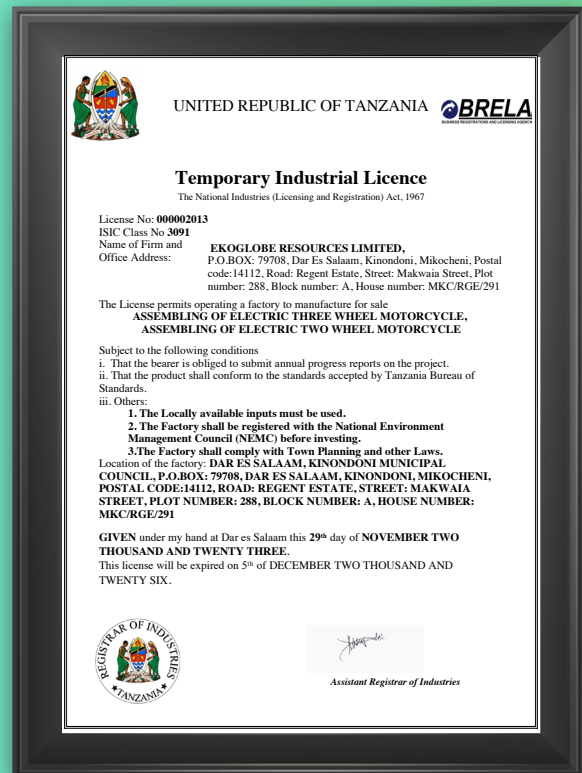 UNITED REPUBLIC OF TANZANIA
BRELA
BUSINESS REGISTRATIONS AND LICENSING AGENCY
Temporary Industrial Licence
The National Industries (Licensing and Registration) Act, 1967
License No: 000002013
ISIC Class No 3091
Name of Firm and
Office Address:
EKOGLOBE RESOURCES LIMITED,
P.O.BOX: 79708, Dar Es Salaam, Kinondoni, Mikocheni, Postal
code:14112, Road: Regent Estate, Street: Makwaia Street, Plot
number: 288, Block number: A, House number: MKC/RGE/291
The License permits operating a factory to manufacture for sale
ASSEMBLING OF ELECTRIC THREE WHEEL MOTORCYCLE,
ASSEMBLING OF ELECTRIC TWO WHEEL MOTORCYCLE
Subject to the following conditions
i. That the bearer is obliged to submit annual progress reports on the project.
ii. That the product shall conform to the standards accepted by Tanzania Bureau of
Standards.
iii. Others:
1. The Locally available inputs must be used.
2. The Factory shall be registered with the National Environment
Management Council (NEMC) before investing.
3.The Factory shall comply with Town Planning and other Laws.
Location of the factory: DAR ES SALAAM, KINONDONI MUNICIPAL
COUNCIL, P.O.BOX: 79708, DAR ES SALAAM, KINONDONI, MIKOCHENI,
POSTAL CODE:14112, ROAD: REGENT ESTATE, STREET: MAKWAIA
STREET, PLOT NUMBER: 288, BLOCK NUMBER: A, HOUSE NUMBER:
MKC/RGE/291
GIVEN under my hand at Dar es Salaam this 29th day of NOVEMBER TWO
THOUSAND AND TWENTY THREE.
This license will be expired on 5th of DECEMBER TWO THOUSAND AND
TWENTY SIX.
REGISTRAR OF INDUSTRIES
TANZANIA
Assistant Registrar of Industries